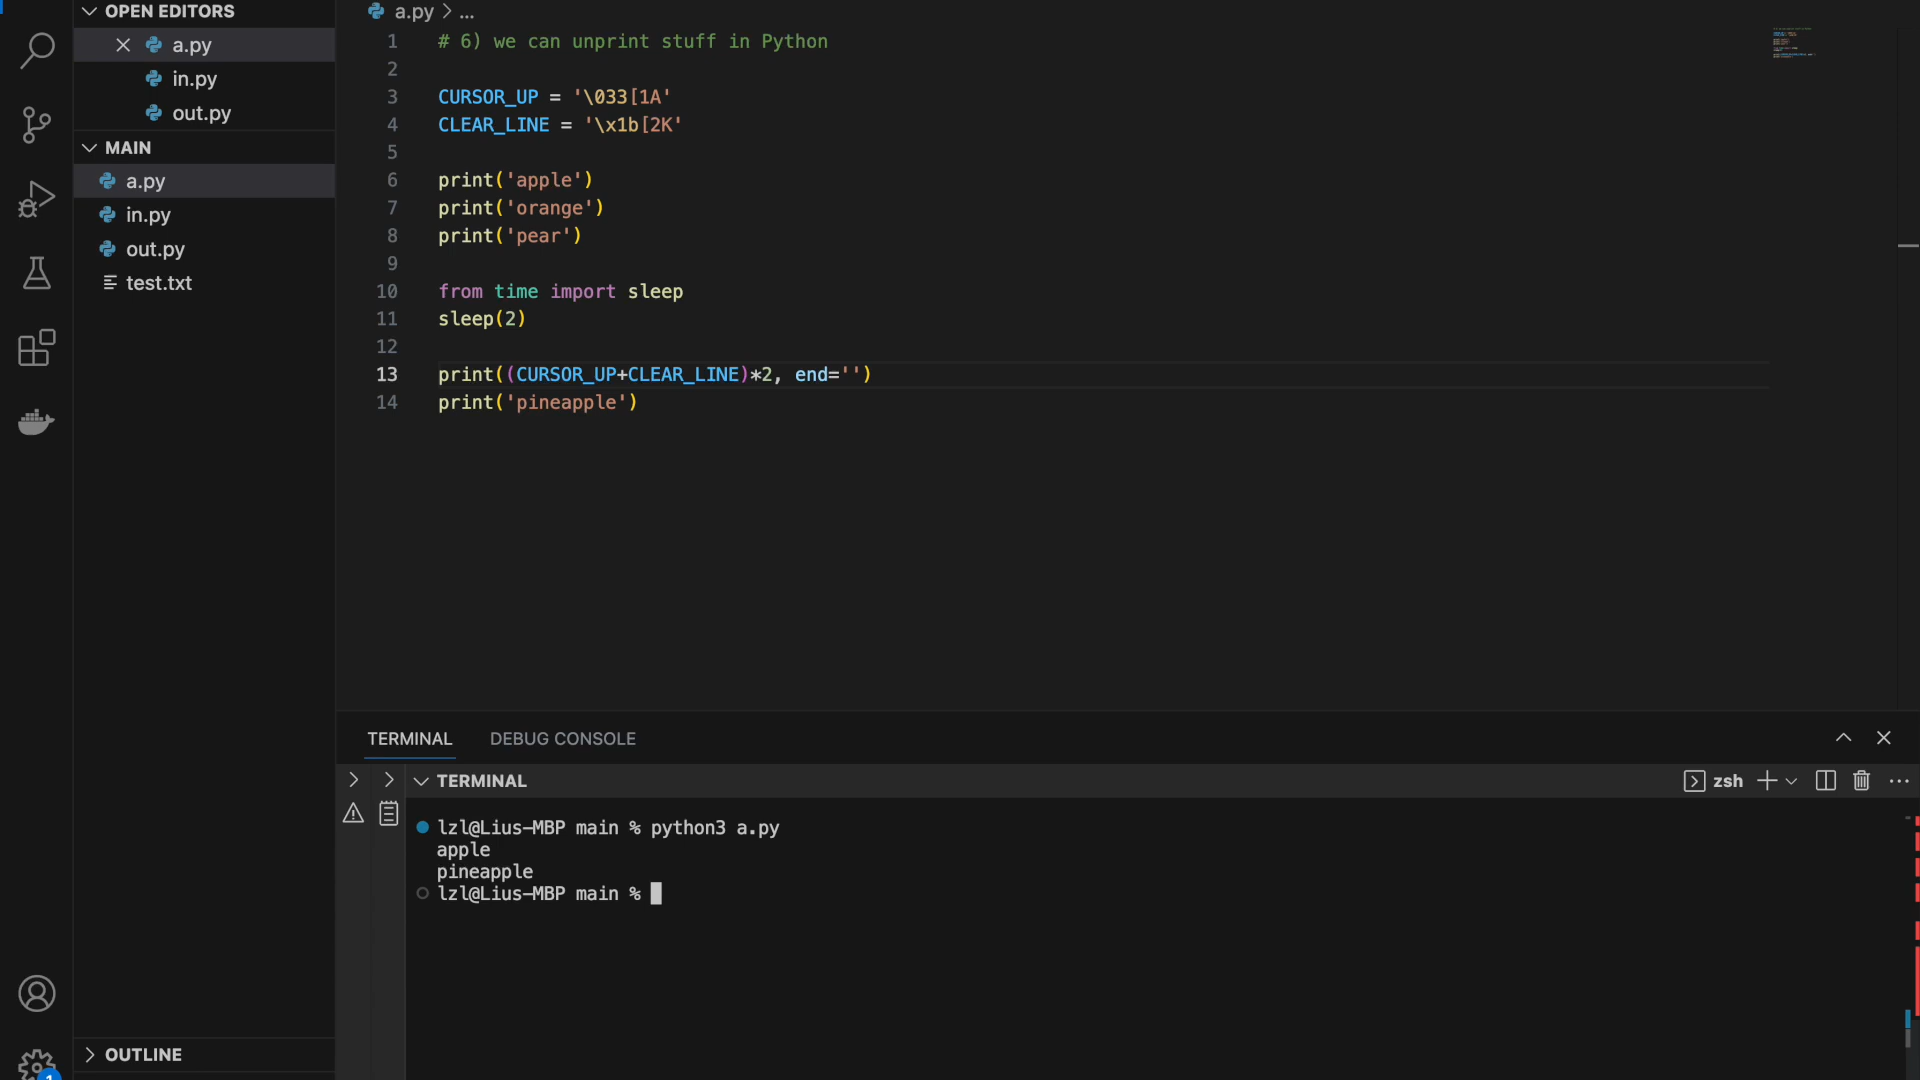 OPEN EDITORS
a.py
in.py
out.py
MAIN
a.py
in.py
out.py
test.txt
OUTLINE
1
a.py > ...
1 # 6) we can unprint stuff in Python
2
3 CURSOR_UP = '\033[1A'
4 CLEAR_LINE = '\x1b[2K'
5
6 print('apple')
7 print('orange')
8 print('pear')
9
10 from time import sleep
11 sleep(2)
12
13 print((CURSOR_UP+CLEAR_LINE)*2, end='')
14 print('pineapple')
TERMINAL DEBUG CONSOLE
TERMINAL zsh
lzl@Lius-MBP main % python3 a.py
apple
pineapple
lzl@Lius-MBP main %